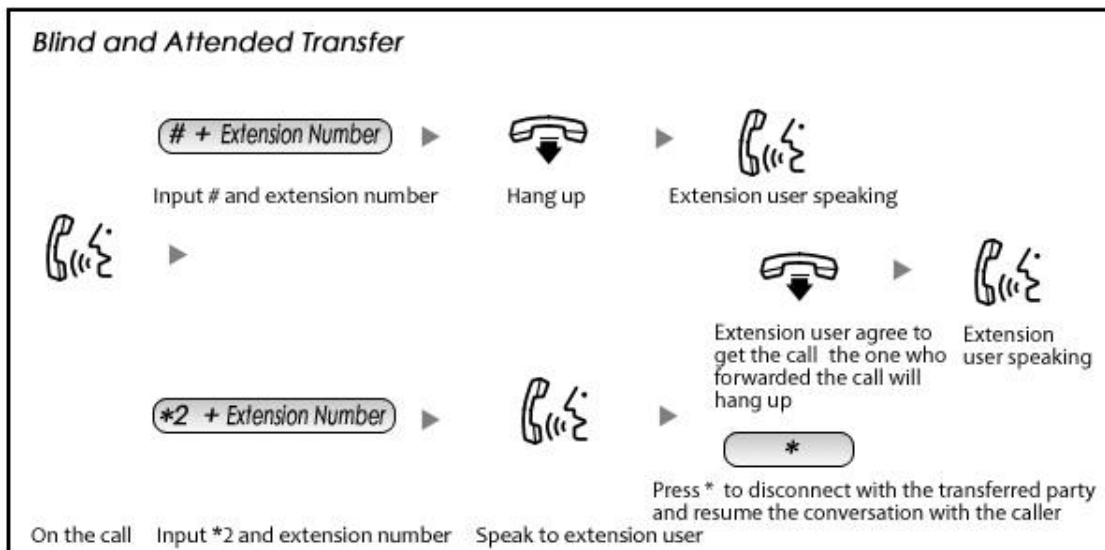 Blind and Attended Transfer
# + Extension Number
Input # and extension number
Hang up
Extension user speaking
Extension user agree to
get the call the one who
forwarded the call will
hang up
Extension
user speaking
*2 + Extension Number
*
Press * to disconnect with the transferred party
and resume the conversation with the caller
On the call
Input *2 and extension number
Speak to extension user